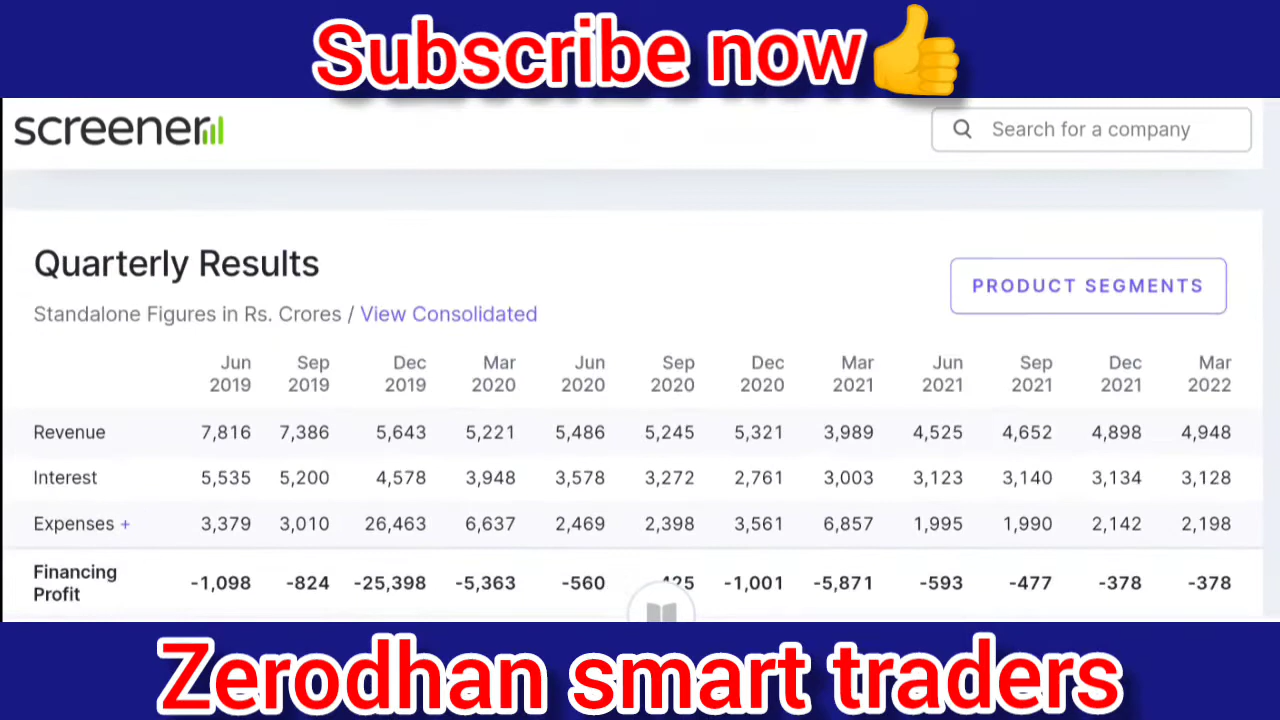 Subscribe now👍
screener
Search for a company
Quarterly Results
PRODUCT SEGMENTS
Standalone Figures in Rs. Crores / View Consolidated
Jun Sep Dec Mar Jun Sep Dec Mar Jun Sep Dec Mar
2019 2019 2019 2020 2020 2020 2020 2021 2021 2021 2021 2022
Revenue 7,816 7,386 5,643 5,221 5,486 5,245 5,321 3,989 4,525 4,652 4,898 4,948
Interest 5,535 5,200 4,578 3,948 3,578 3,272 2,761 3,003 3,123 3,140 3,134 3,128
Expenses + 3,379 3,010 26,463 6,637 2,469 2,398 3,561 6,857 1,995 1,990 2,142 2,198
Financing
Profit -1,098 -824 -25,398 -5,363 -560 -1,001 -5,871 -593 -477 -378 -378
Zerodhan smart traders